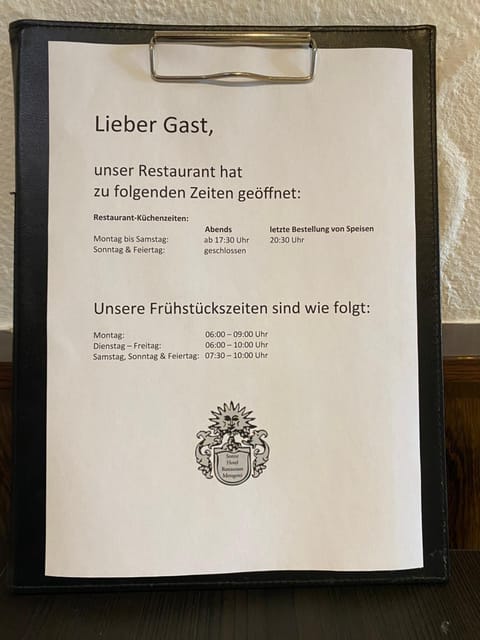 Lieber Gast,
unser Restaurant hat
zu folgenden Zeiten geöffnet:
Restaurant-Küchenzeiten:
Abends letzte Bestellung von Speisen
Montag bis Samstag: ab 17:30 Uhr 20:30 Uhr
Sonntag & Feiertag: geschlossen
Unsere Frühstückszeiten sind wie folgt:
Montag: 06:00 – 09:00 Uhr
Dienstag – Freitag: 06:00 – 10:00 Uhr
Samstag, Sonntag & Feiertag: 07:30 – 10:00 Uhr
Sonne
Hotel
Restaurant
Metzgerei